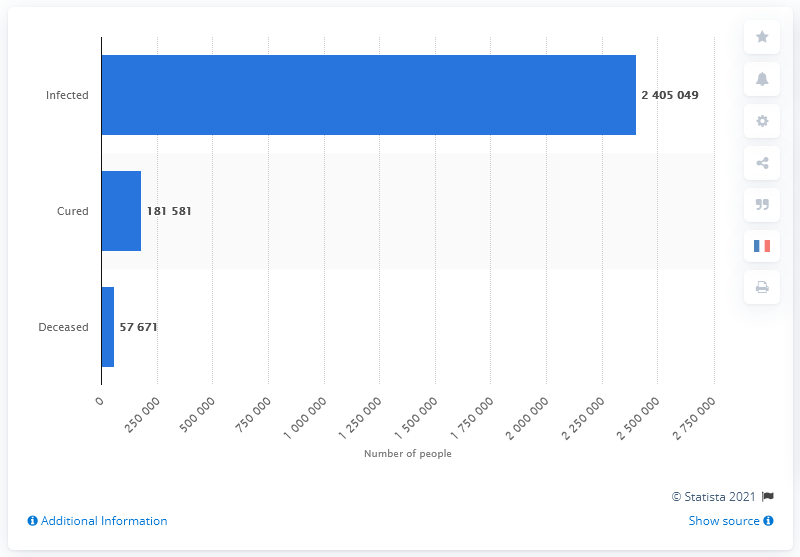 Infected
2 405 049
Cured
181 581
Deceased
57 671
0
250 000
500 000
750 000
1 000 000
1 250 000
1 500 000
1 750 000
2 000 000
2 250 000
2 500 000
2 750 000
Number of people
© Statista 2021
Additional Information
Show source